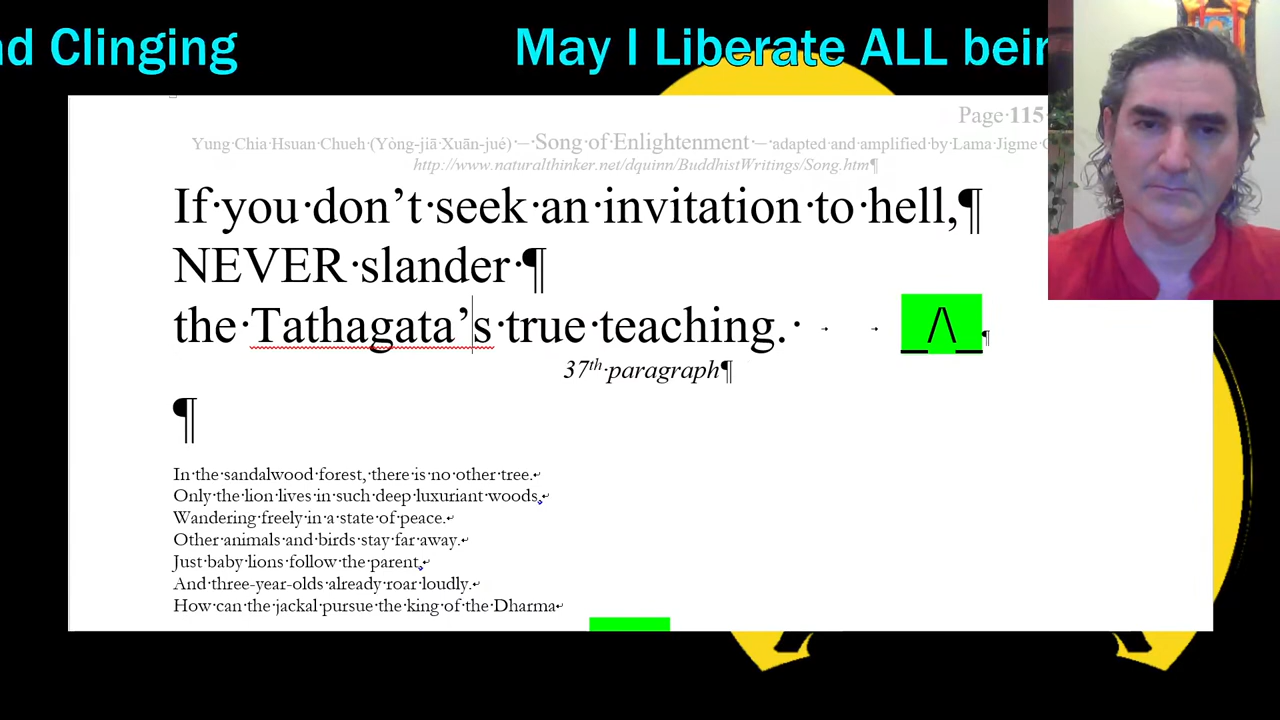 nd Clinging May I Liberate ALL bein
Page 115
Yung Chia Hsuan Chueh (Yòng-jiā Xuān-jué) – Song of Enlightenment – adapted and amplified by Lama Jigme
http://www.naturalthinker.net/dquinn/BuddhistWritings/Song.htm¶
If you don’t seek an invitation to hell,¶
NEVER slander ¶
the Tathagata’s true teaching. _/\_¶
37th paragraph¶
¶
In the sandalwood forest, there is no other tree.
Only the lion lives in such deep luxuriant woods,
Wandering freely in a state of peace.
Other animals and birds stay far away.
Just baby lions follow the parent,
And three-year-olds already roar loudly.
How can the jackal pursue the king of the Dharma